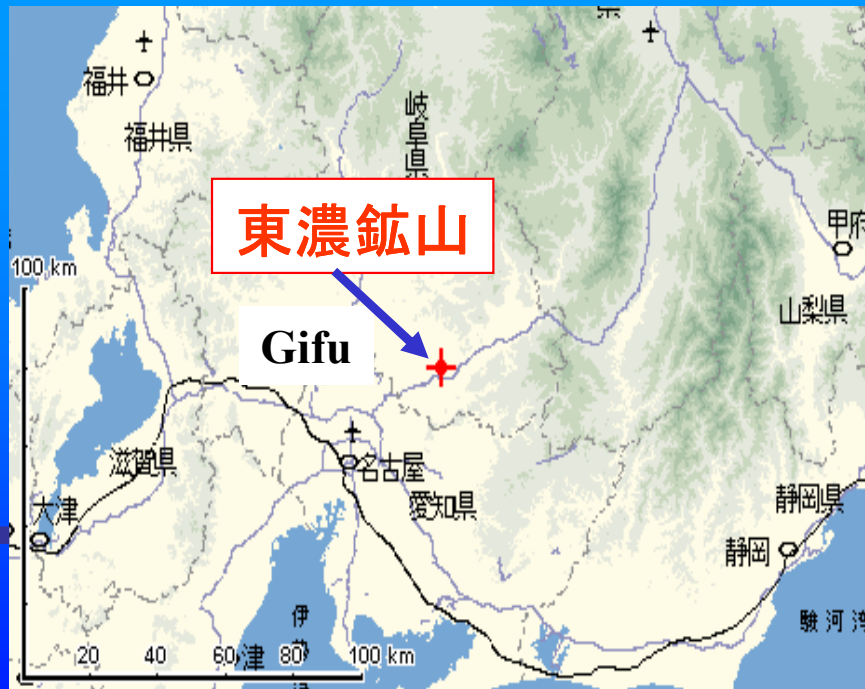 福井
福井県
岐阜県
県
東濃鉱山
Gifu
100 km
甲府
山梨県
滋賀県
大津
名古屋
愛知県
静岡県
静岡
駿河湾
伊
津
20 40 60 80 100 km